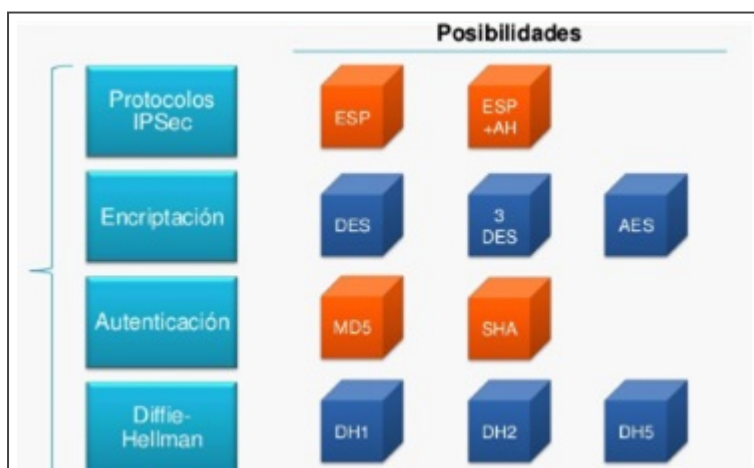 Posibilidades
Protocolos
IPSec
ESP
ESP
+AH
Encriptación
DES
3
DES
AES
Autenticación
MD5
SHA
Diffie-
Hellman
DH1
DH2
DH5